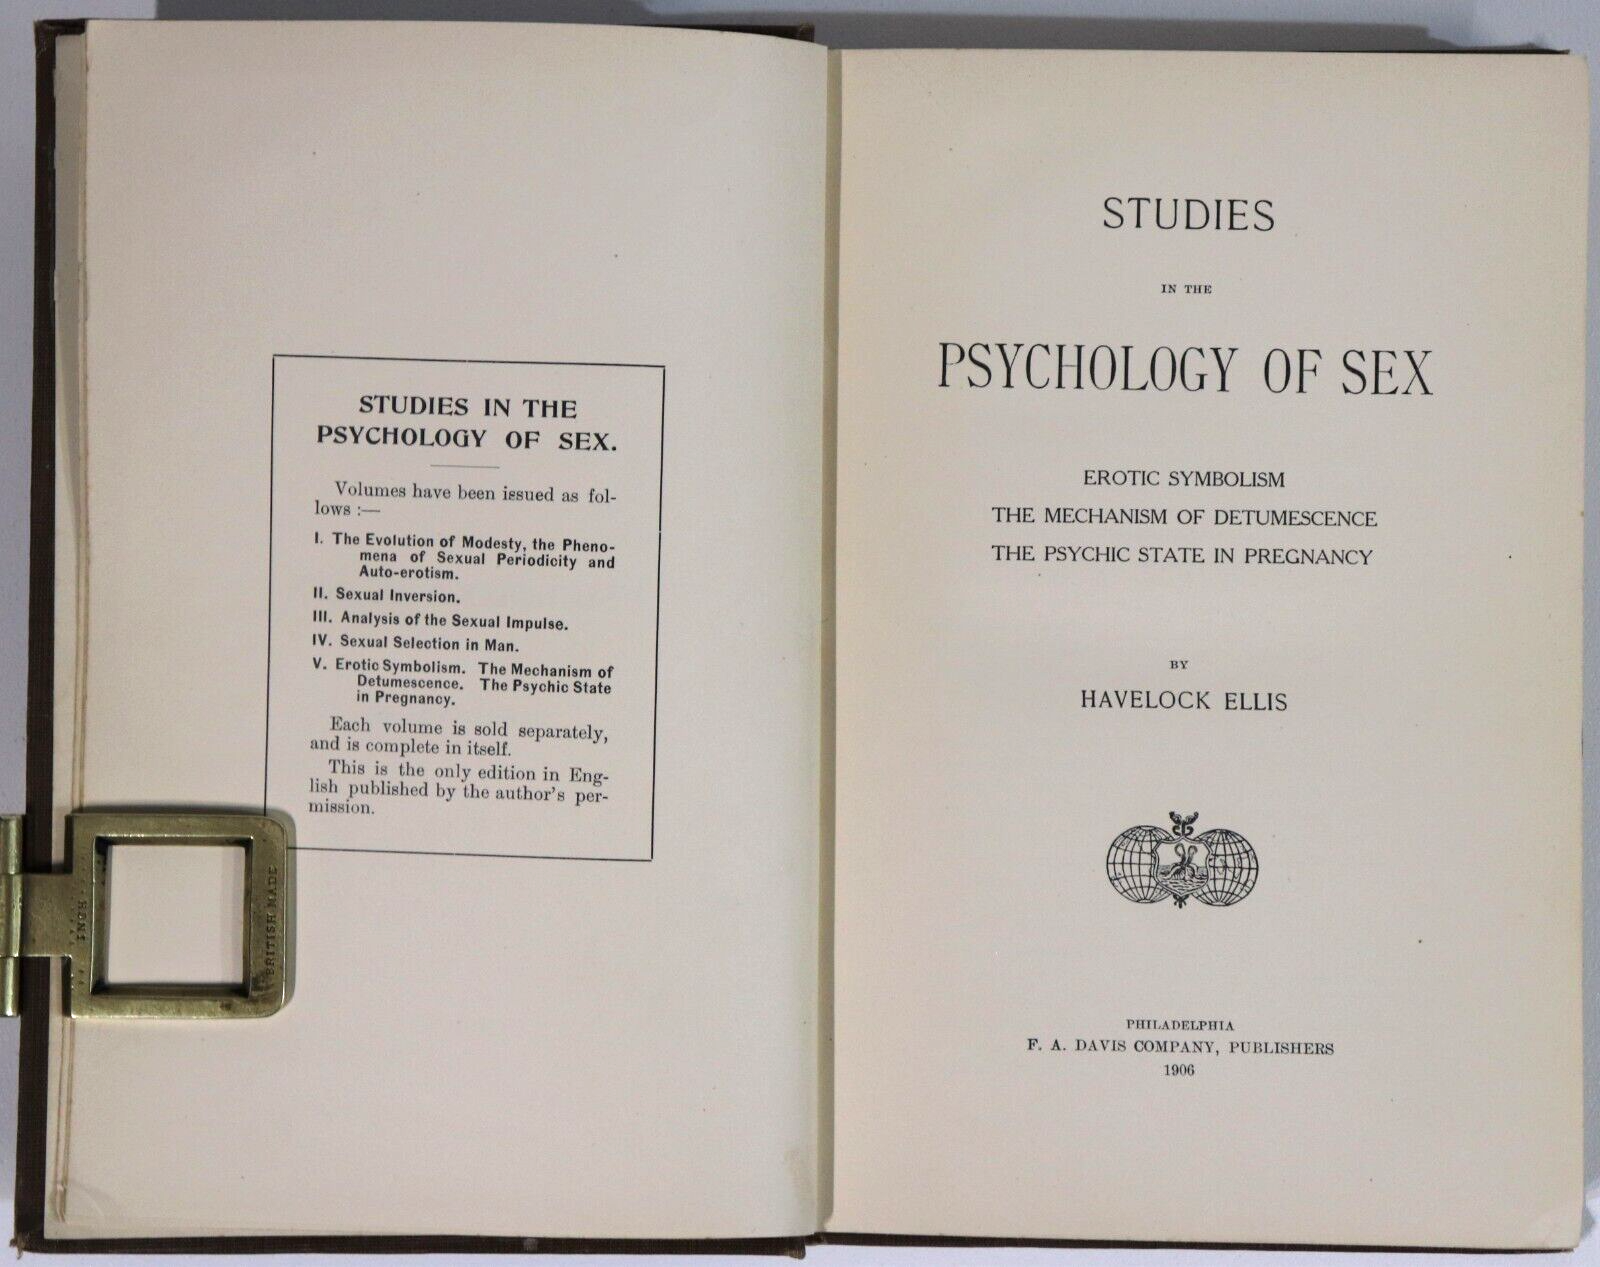 STUDIES IN THE
PSYCHOLOGY OF SEX.
Volumes have been issued as fol-
lows :—
I. The Evolution of Modesty, the Pheno-
mena of Sexual Periodicity and
Auto-erotism.
II. Sexual Inversion.
III. Analysis of the Sexual Impulse.
IV. Sexual Selection in Man.
V. Erotic Symbolism. The Mechanism of
Detumescence. The Psychic State
in Pregnancy.
Each volume is sold separately,
and is complete in itself.
This is the only edition in Eng-
lish published by the author's per-
mission.
INCH
BRITISH MADE
STUDIES
IN THE
PSYCHOLOGY OF SEX
EROTIC SYMBOLISM
THE MECHANISM OF DETUMESCENCE
THE PSYCHIC STATE IN PREGNANCY
BY
HAVELOCK ELLIS
PHILADELPHIA
F. A. DAVIS COMPANY, PUBLISHERS
1906